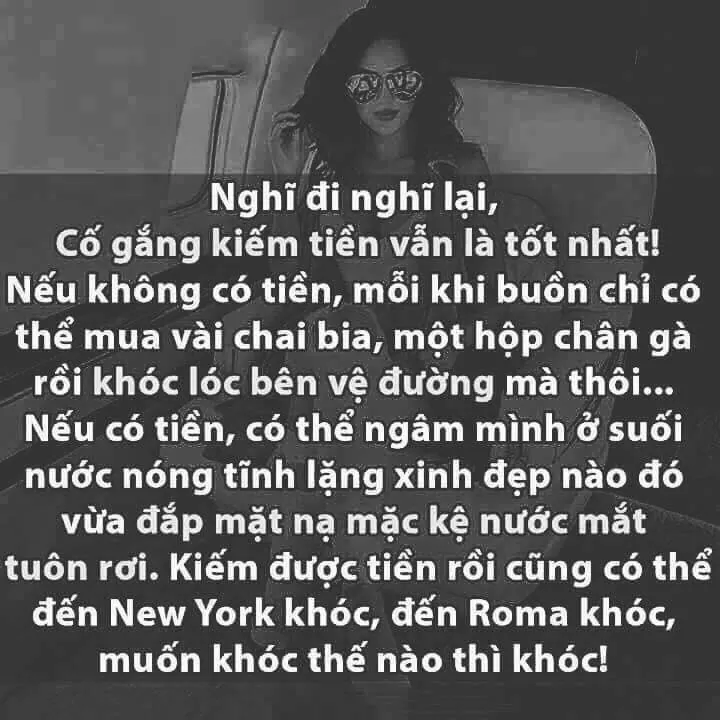 Nghĩ đi nghĩ lại,
Cố gắng kiếm tiền vẫn là tốt nhất!
Nếu không có tiền, mỗi khi buồn chỉ có
thể mua vài chai bia, một hộp chân gà
rồi khóc lóc bên vệ đường mà thôi...
Nếu có tiền, có thể ngâm mình ở suối
nước nóng tĩnh lặng xinh đẹp nào đó
vừa đắp mặt nạ mặc kệ nước mắt
tuôn rơi. Kiếm được tiền rồi cũng có thể
đến New York khóc, đến Roma khóc,
muốn khóc thế nào thì khóc!